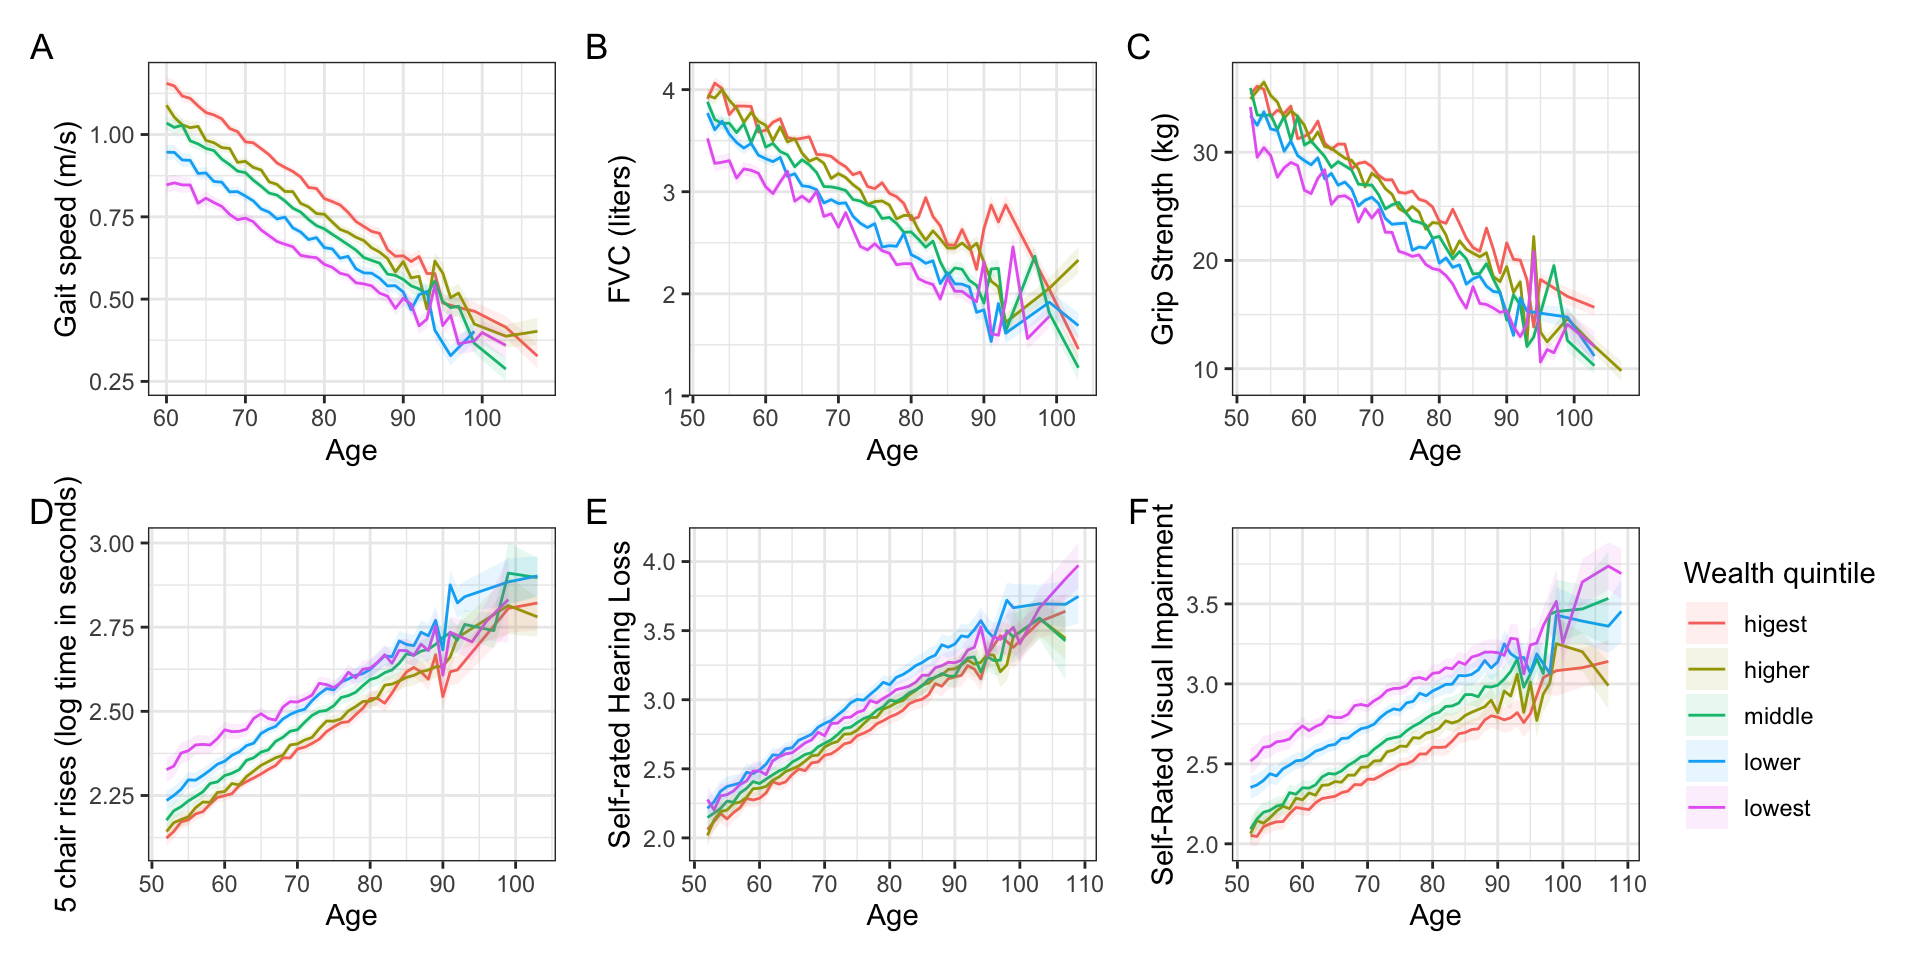 A
Gait speed (m/s)
1.00
0.75
0.50
0.25
60 70 80 90 100
Age
B
FVC (liters)
4
3
2
1
50 60 70 80 90 100
Age
C
Grip Strength (kg)
30
20
10
50 60 70 80 90 100
Age
D
5 chair rises (log time in seconds)
3.00
2.75
2.50
2.25
50 60 70 80 90 100
Age
E
Self-rated Hearing Loss
4.0
3.5
3.0
2.5
2.0
50 60 70 80 90 100 110
Age
F
Self-Rated Visual Impairment
3.5
3.0
2.5
2.0
50 60 70 80 90 100 110
Age
Wealth quintile
higest
higher
middle
lower
lowest